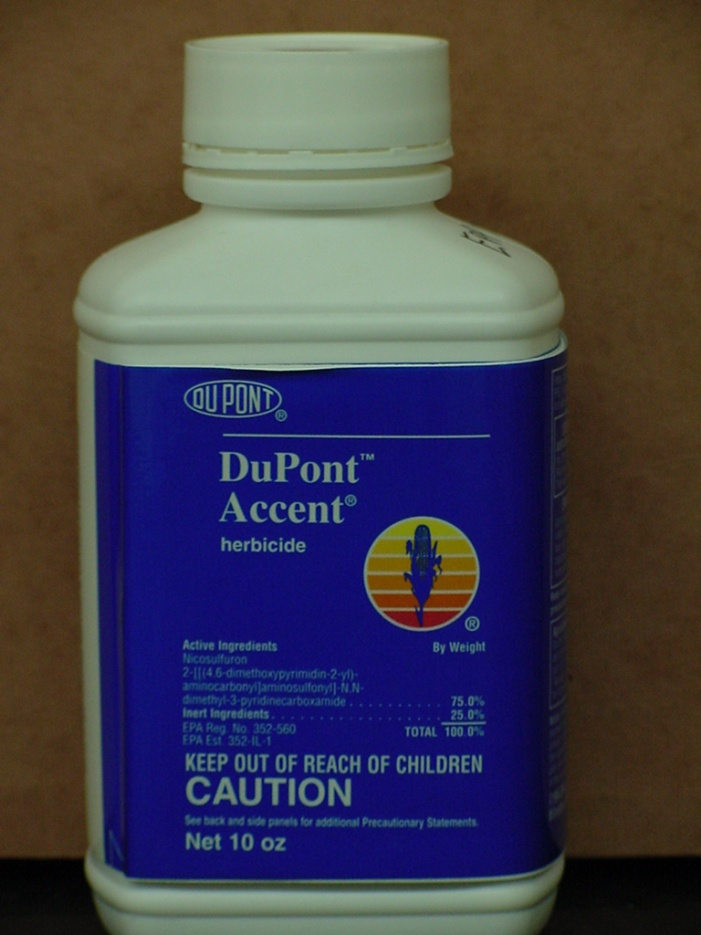 DU PONT®
DuPont™
Accent®
herbicide
®
By Weight
Active Ingredients
Nicosulfuron
2-[[(4,6-dimethoxypyrimidin-2-yl)-
aminocarbonyl]aminosulfonyl]-N,N-
dimethyl-3-pyridinecarboxamide . . . . . . . . . . . . 75.0%
Inert Ingredients . . . . . . . . . . . . . . . . . . . . . . 25.0%
EPA Reg. No. 352-560 TOTAL 100.0%
EPA Est. 352-IL-1
KEEP OUT OF REACH OF CHILDREN
CAUTION
See back and side panels for additional Precautionary Statements.
Net 10 oz